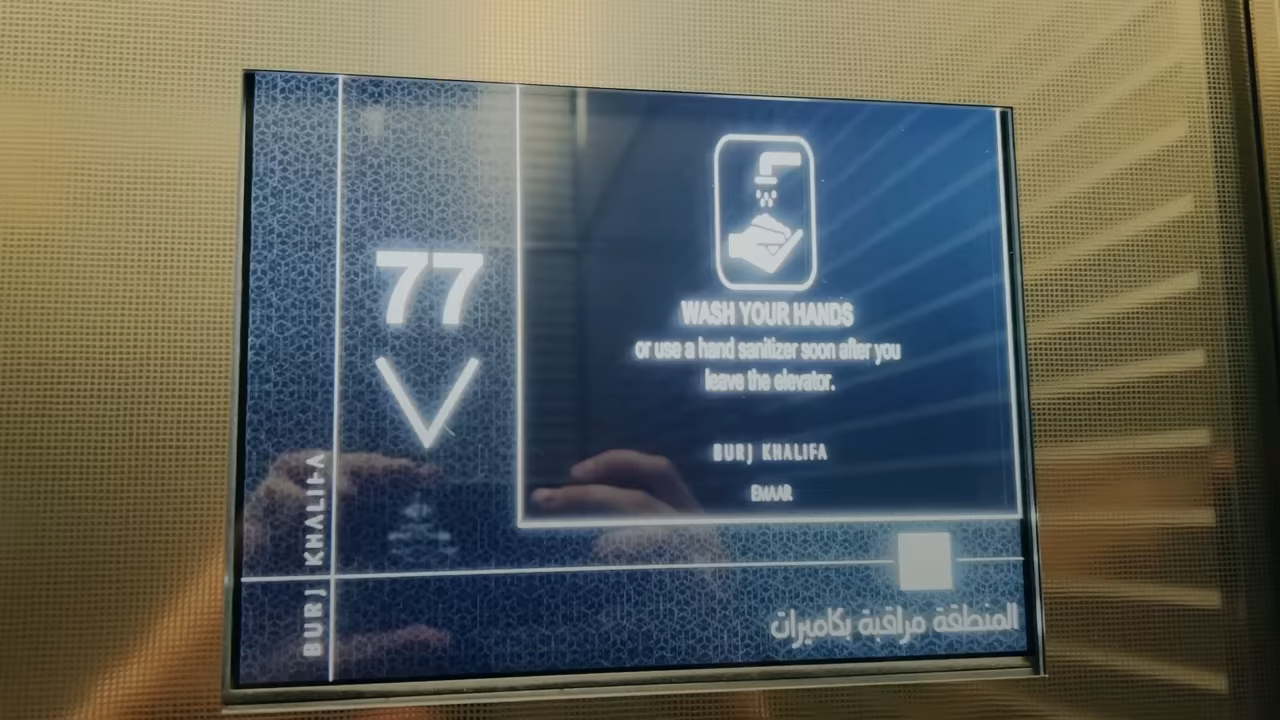 77
WASH YOUR HANDS
or use a hand sanitizer soon after you
leave the elevator.
BURJ KHALIFA
EMAAR
BURJ KHALIFA
المنطقة مراقبة بكاميرات